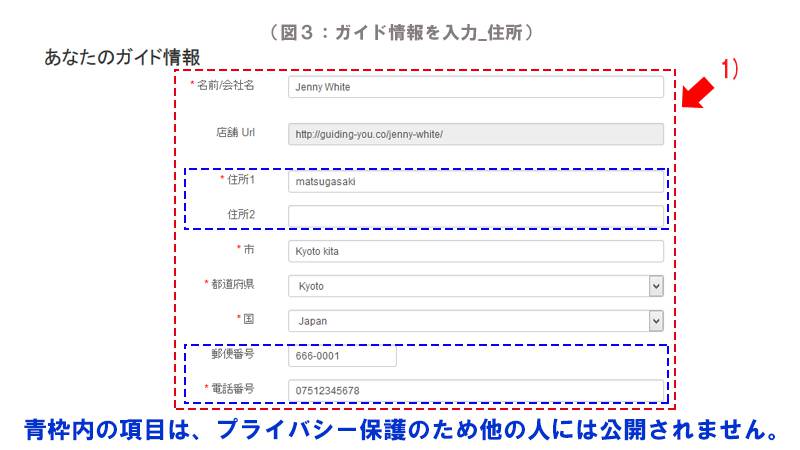 （図３：ガイド情報を入力_住所）
あなたのガイド情報
1)
* 名前/会社名 Jenny White
店舗 Url http://guiding-you.co/jenny-white/
* 住所1 matsugasaki
住所2
* 市 Kyoto kita
* 都道府県 Kyoto
* 国 Japan
郵便番号 666-0001
* 電話番号 07512345678
青枠内の項目は、プライバシー保護のため他の人には公開されません。